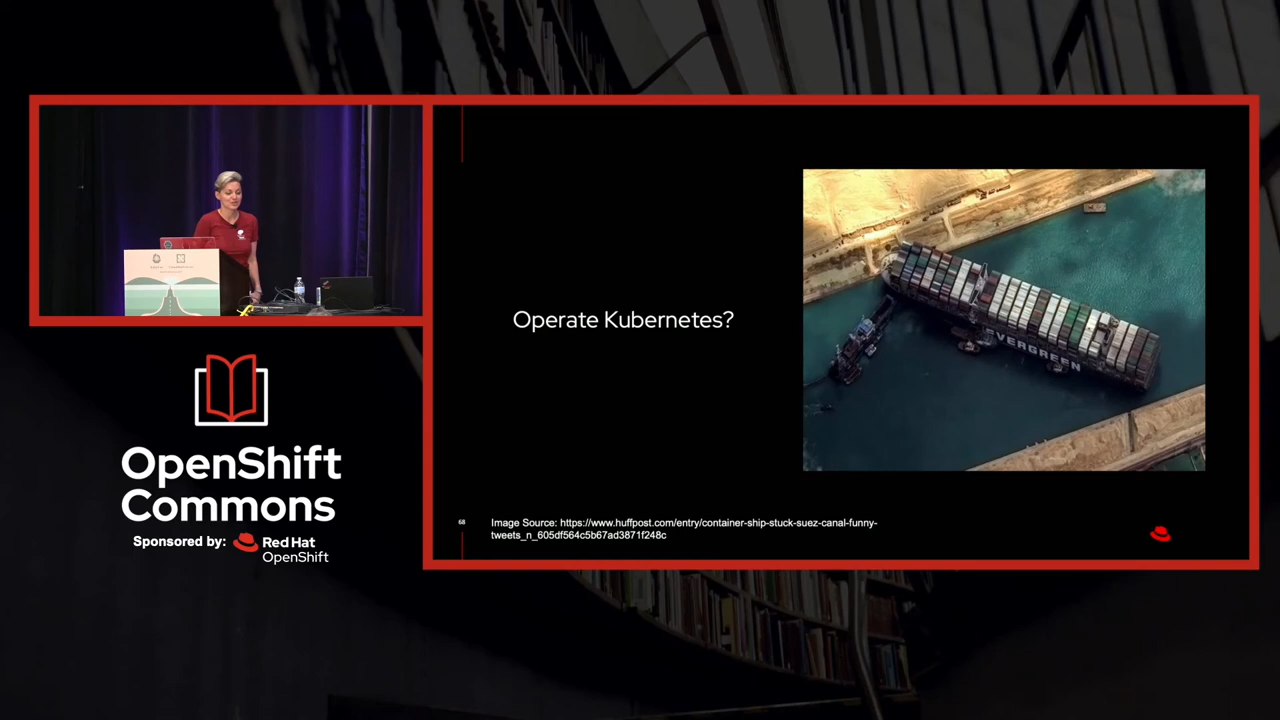 Operate Kubernetes?
EVERGREEN
68
Image Source: https://www.huffpost.com/entry/container-ship-stuck-suez-canal-funny-
tweets_n_605df564c5b67ad3871f248c
OpenShift
Commons
Sponsored by:
Red Hat
OpenShift